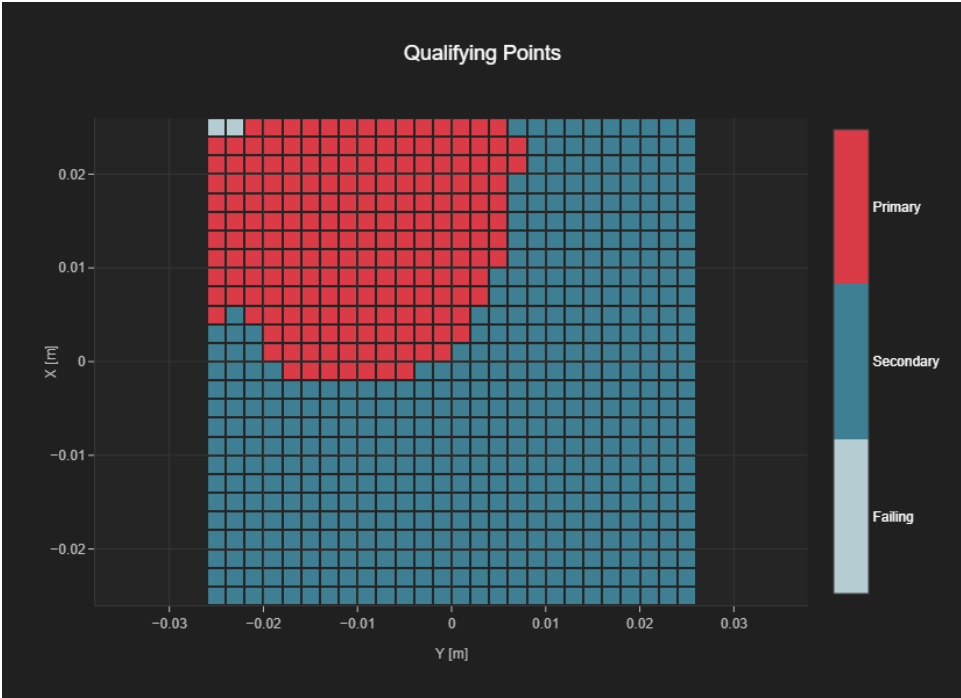 Qualifying Points
0.02
0.01
0
−0.01
−0.02
X [m]
−0.03
−0.02
−0.01
0
0.01
0.02
0.03
Y [m]
Primary
Secondary
Failing